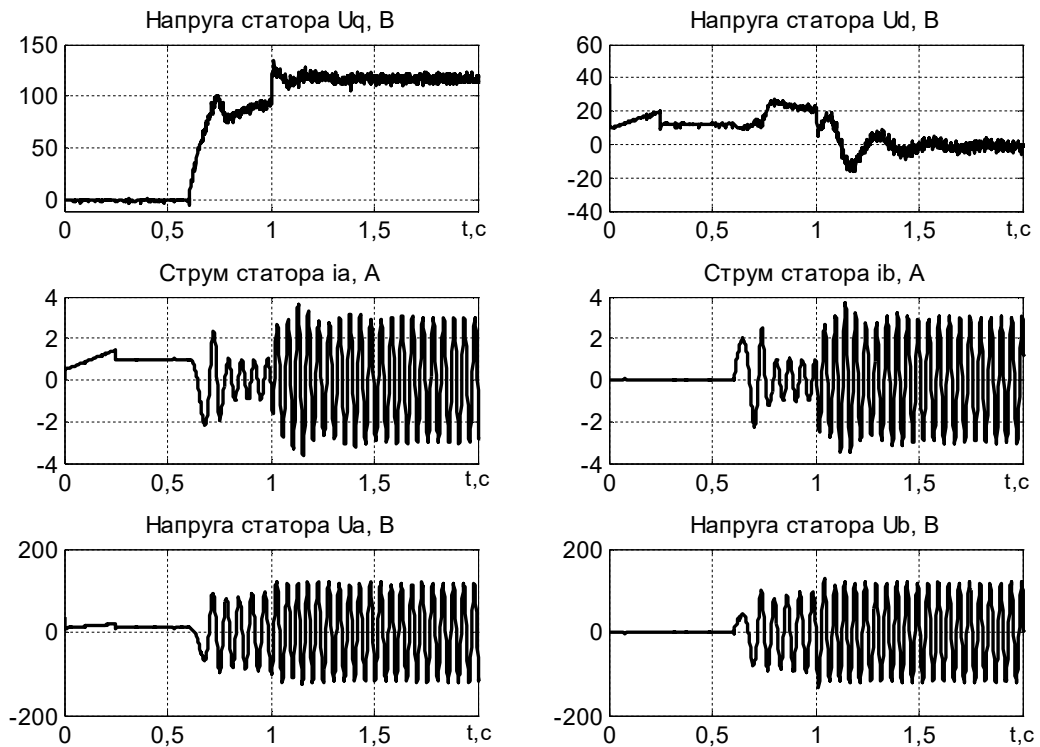 Напруга статора Uq, В
150
100
50
0
0 0,5 1 1,5 t,c
Напруга статора Ud, В
60
40
20
0
-20
-40
0 0,5 1 1,5 t,c
Струм статора ia, А
4
2
0
-2
-4
0 0,5 1 1,5 t,c
Струм статора ib, А
4
2
0
-2
-4
0 0,5 1 1,5 t,c
Напруга статора Ua, В
200
0
-200
0 0,5 1 1,5 t,c
Напруга статора Ub, В
200
0
-200
0 0,5 1 1,5 t,c